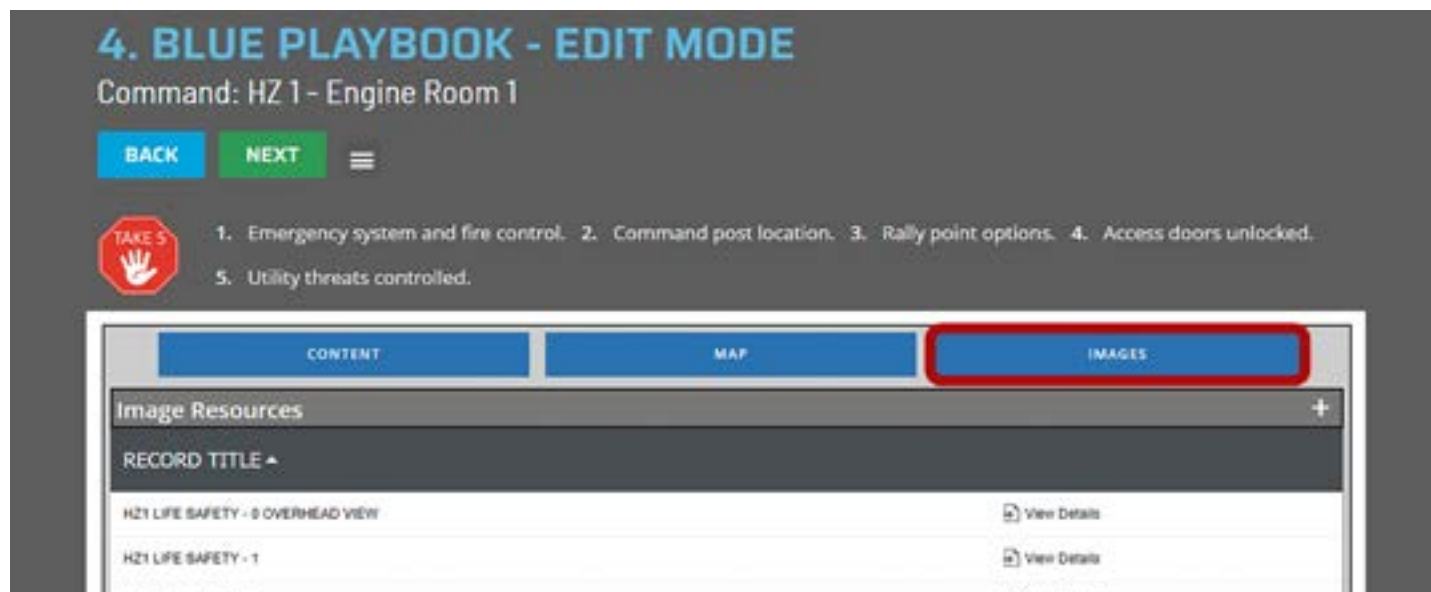 4. BLUE PLAYBOOK - EDIT MODE
Command: HZ 1 - Engine Room 1
BACK NEXT
TAKE 5
1. Emergency system and fire control. 2. Command post location. 3. Rally point options. 4. Access doors unlocked.
5. Utility threats controlled.
CONTENT MAP IMAGES
Image Resources +
RECORD TITLE
HZ1 LIFE SAFETY - 0 OVERHEAD VIEW View Details
HZ1 LIFE SAFETY - 1 View Details